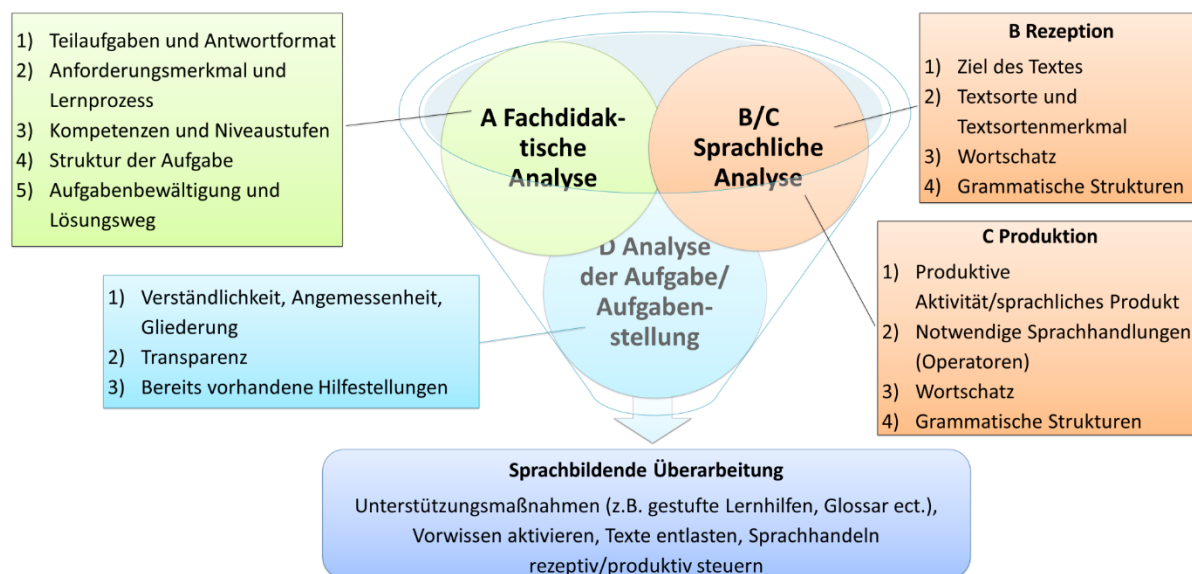 1) Teilaufgaben und Antwortformat
2) Anforderungsmerkmal und
Lernprozess
3) Kompetenzen und Niveaustufen
4) Struktur der Aufgabe
5) Aufgabenbewältigung und
Lösungsweg
A Fachdidak-
tische
Analyse
B/C
Sprachliche
Analyse
B Rezeption
1) Ziel des Textes
2) Textsorte und
Textsortenmerkmal
3) Wortschatz
4) Grammatische Strukturen
D Analyse
der Aufgabe/
Aufgaben-
stellung
1) Verständlichkeit, Angemessenheit,
Gliederung
2) Transparenz
3) Bereits vorhandene Hilfestellungen
C Produktion
1) Produktive
Aktivität/sprachliches Produkt
2) Notwendige Sprachhandlungen
(Operatoren)
3) Wortschatz
4) Grammatische Strukturen
Sprachbildende Überarbeitung
Unterstützungsmaßnahmen (z.B. gestufte Lernhilfen, Glossar ect.),
Vorwissen aktivieren, Texte entlasten, Sprachhandeln
rezeptiv/produktiv steuern